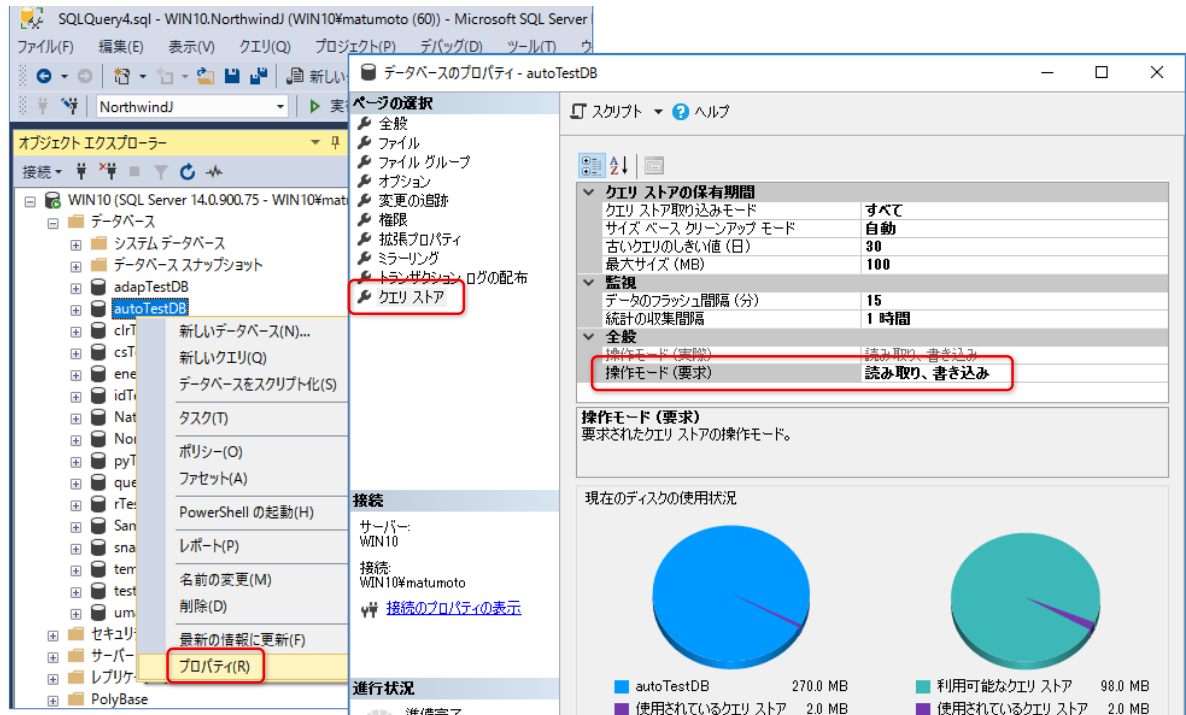 SQLQuery4.sql - WIN10.NorthwindJ (WIN10¥matumoto (60)) - Microsoft SQL Server
ファイル(F) 編集(E) 表示(V) クエリ(Q) プロジェクト(P) デバッグ(D) ツール(T)
新しい
NorthwindJ
オブジェクト エクスプローラー
接続
WIN10 (SQL Server 14.0.900.75 - WIN10¥mat
データベース
システム データベース
データベース スナップショット
adapTestDB
autoTestDB
clrT
csT
ene
idTe
Nat
Nor
pyT
que
rTes
Sam
sna
tem
test
um
セキュリ
サーバー
レプリケ
PolyBase
新しいデータベース(N)...
新しいクエリ(Q)
データベースをスクリプト化(S)
タスク(T)
ポリシー(O)
ファセット(A)
PowerShell の起動(H)
レポート(P)
名前の変更(M)
削除(D)
最新の情報に更新(F)
プロパティ(R)
データベースのプロパティ - autoTestDB
ページの選択
全般
ファイル
ファイル グループ
オプション
変更の追跡
権限
拡張プロパティ
ミラーリング
トランザクション ログの配布
クエリ ストア
接続
サーバー:
WIN10
接続:
WIN10¥matumoto
接続のプロパティの表示
進行状況
準備完了
スクリプト ヘルプ
クエリ ストアの保有期間
クエリ ストア取り込みモード すべて
サイズ ベース クリーンアップ モード 自動
古いクエリのしきい値 (日) 30
最大サイズ (MB) 100
監視
データのフラッシュ間隔 (分) 15
統計の収集間隔 1 時間
全般
操作モード (実際) 読み取り、書き込み
操作モード (要求) 読み取り、書き込み
操作モード (要求)
要求されたクエリ ストアの操作モード。
現在のディスクの使用状況
autoTestDB 270.0 MB
使用されているクエリ ストア 2.0 MB
利用可能なクエリ ストア 98.0 MB
使用されているクエリ ストア 2.0 MB